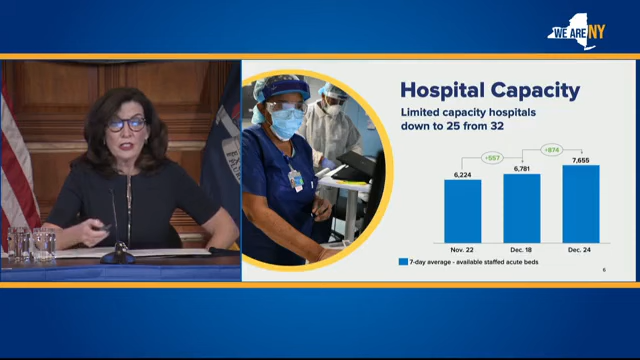 WE ARE NY
Hospital Capacity
Limited capacity hospitals
down to 25 from 32
+557
+874
6,224
6,781
7,655
Nov. 22
Dec. 18
Dec. 24
7-day average - available staffed acute beds
6